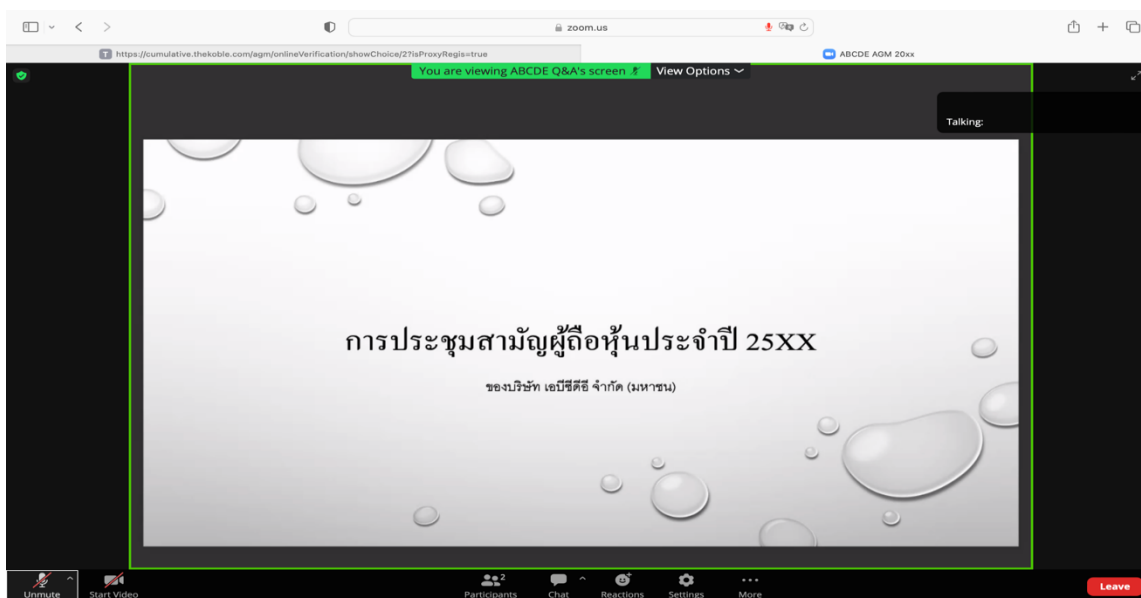 zoom.us
https://cumulative.thekoble.com/agm/onlineVerification/showChoice/2?isProxyRegis=true
ABCDE AGM 20xx
You are viewing ABCDE Q&A's screen
View Options
Talking:
การประชุมสามัญผู้ถือหุ้นประจำปี 25XX
ของบริษัท เอบีซีดีอี จำกัด (มหาชน)
2
Unmute
Start Video
Participants
Chat
Reactions
Settings
More
Leave